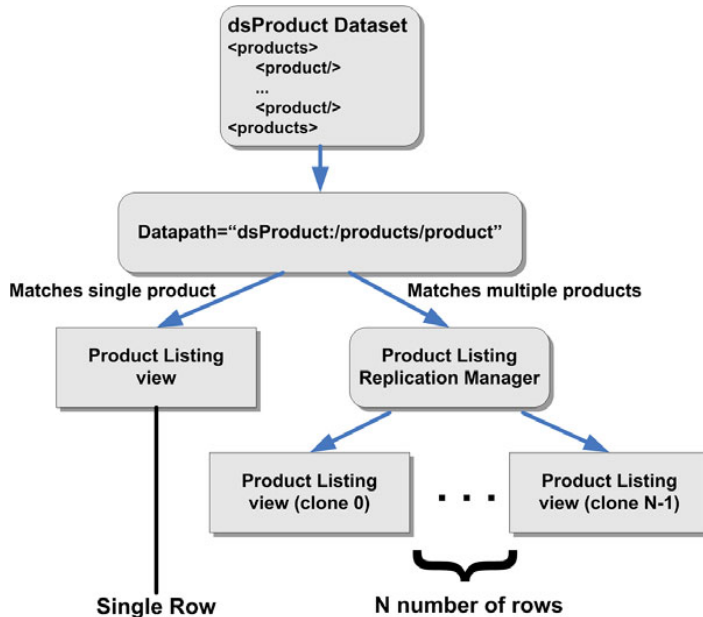 dsProduct Dataset
<products>
<product/>
...
<product/>
<products>
Datapath=“dsProduct:/products/product”
Matches single product
Matches multiple products
Product Listing
view
Product Listing
Replication Manager
Product Listing
view (clone 0)
. . .
Product Listing
view (clone N-1)
Single Row
N number of rows